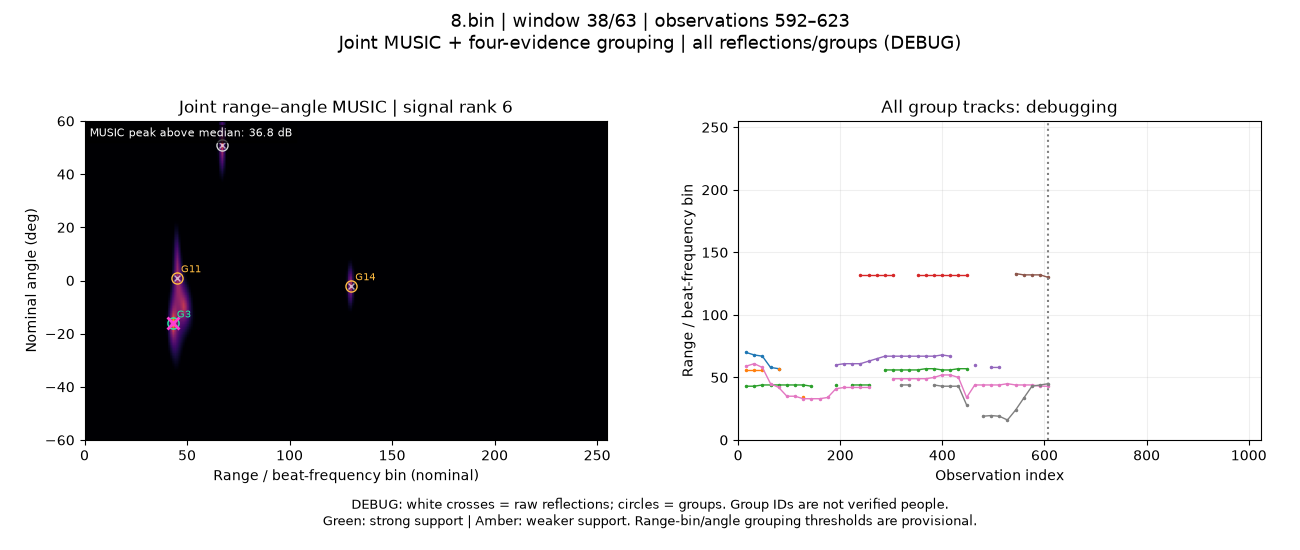 8.bin | window 38/63 | observations 592–623
Joint MUSIC + four-evidence grouping | all reflections/groups (DEBUG)
Joint range–angle MUSIC | signal rank 6
MUSIC peak above median: 36.8 dB
60
40
20
0
−20
−40
−60
Nominal angle (deg)
G11
G14
G3
0
50
100
150
200
250
Range / beat-frequency bin (nominal)
All group tracks: debugging
250
200
150
100
50
0
Range / beat-frequency bin
0
200
400
600
800
1000
Observation index
DEBUG: white crosses = raw reflections; circles = groups. Group IDs are not verified people.
Green: strong support | Amber: weaker support. Range-bin/angle grouping thresholds are provisional.